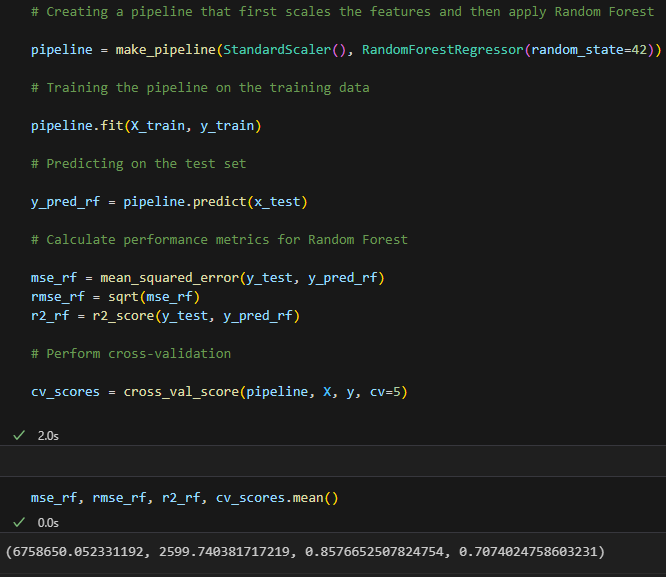 # Creating a pipeline that first scales the features and then apply Random Forest
pipeline = make_pipeline(StandardScaler(), RandomForestRegressor(random_state=42))
# Training the pipeline on the training data
pipeline.fit(X_train, y_train)
# Predicting on the test set
y_pred_rf = pipeline.predict(x_test)
# Calculate performance metrics for Random Forest
mse_rf = mean_squared_error(y_test, y_pred_rf)
rmse_rf = sqrt(mse_rf)
r2_rf = r2_score(y_test, y_pred_rf)
# Perform cross-validation
cv_scores = cross_val_score(pipeline, X, y, cv=5)
2.0s
mse_rf, rmse_rf, r2_rf, cv_scores.mean()
0.0s
(6758650.052331192, 2599.740381717219, 0.8576652507824754, 0.7074024758603231)